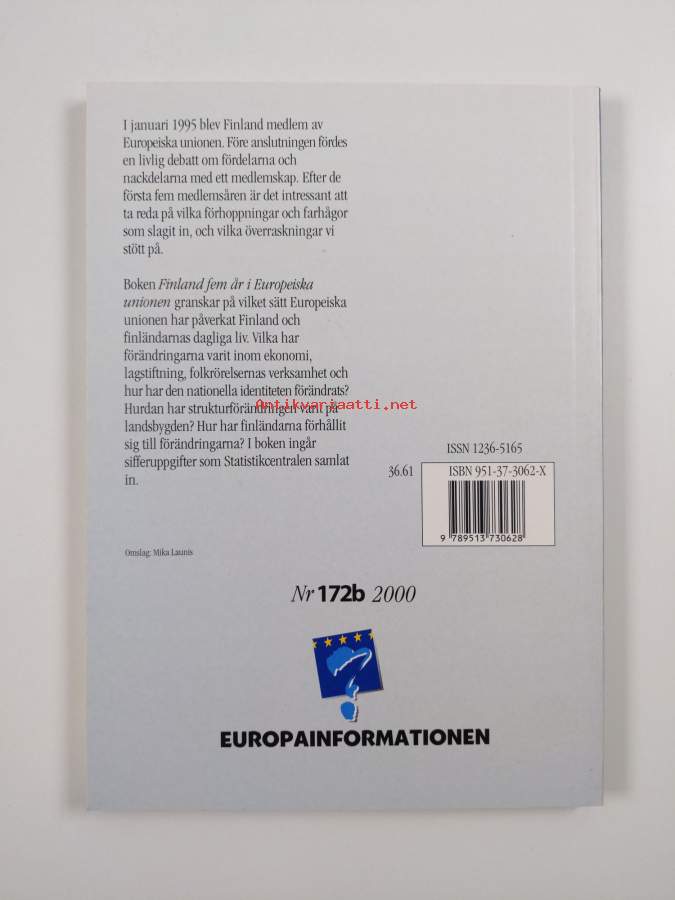 I januari 1995 blev Finland medlem av
Europeiska unionen. Före anslutningen fördes
en livlig debatt om fördelarna och
nackdelarna med ett medlemskap. Efter de
första fem medlemsåren är det intressant att
ta reda på vilka förhoppningar och farhågor
som slagit in, och vilka överraskningar vi
stött på.
Boken Finland fem år i Europeiska
unionen granskar på vilket sätt Europeiska
unionen har påverkat Finland och
finländarnas dagliga liv. Vilka har
förändringarna varit inom ekonomi,
lagstiftning, folkrörelsernas verksamhet och
hur har den nationella identiteten förändrats?
Hurdan har strukturförändringen varit på
landsbygden? Hur har finländarna förhållit
sig till förändringarna? I boken ingår
sifferuppgifter som Statistikcentralen samlat
in.
Antikvariaatti.net
ISSN 1236-5165
36.61 ISBN 951-37-3062-X
9 789513 730628
Omslag: Mika Launis
Nr 172b 2000
?
EUROPAINFORMATIONEN